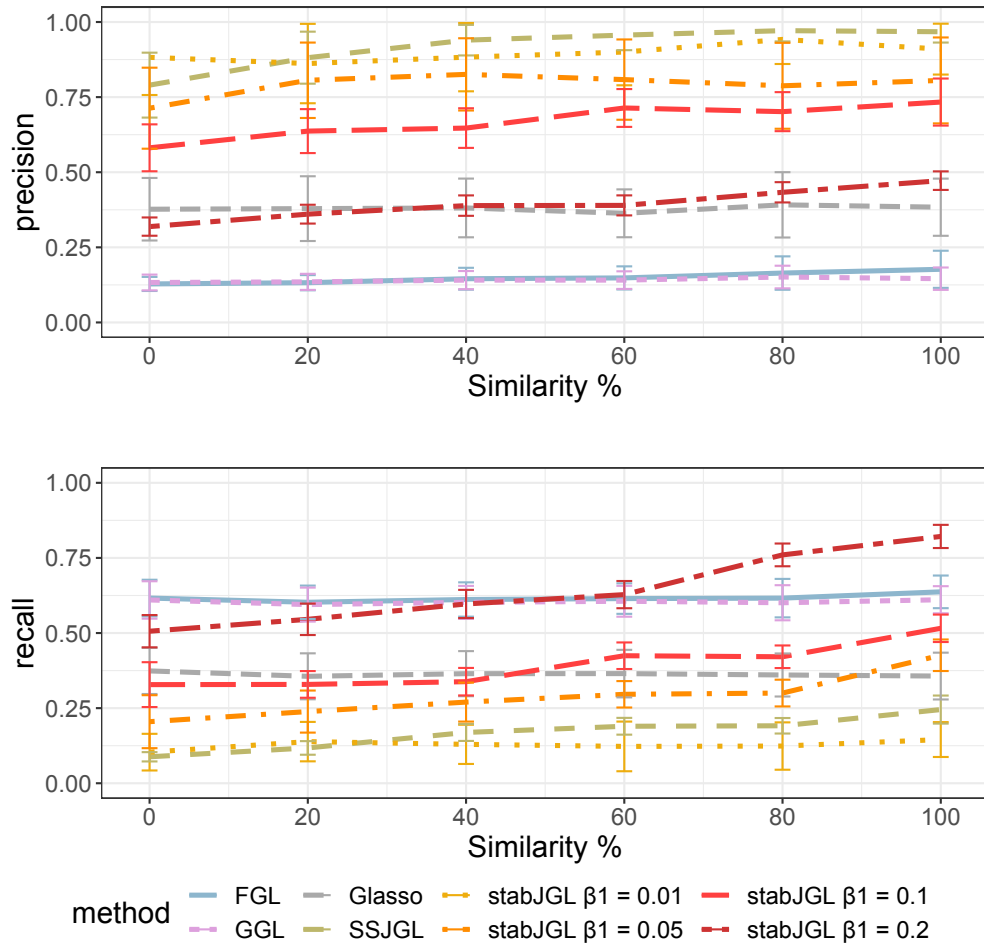 1.00
0.75
0.50
0.25
0.00
precision
0 20 40 60 80 100
Similarity %
1.00
0.75
0.50
0.25
0.00
recall
0 20 40 60 80 100
Similarity %
method
FGL Glasso stabJGL β1 = 0.01 stabJGL β1 = 0.1
GGL SSJGL stabJGL β1 = 0.05 stabJGL β1 = 0.2